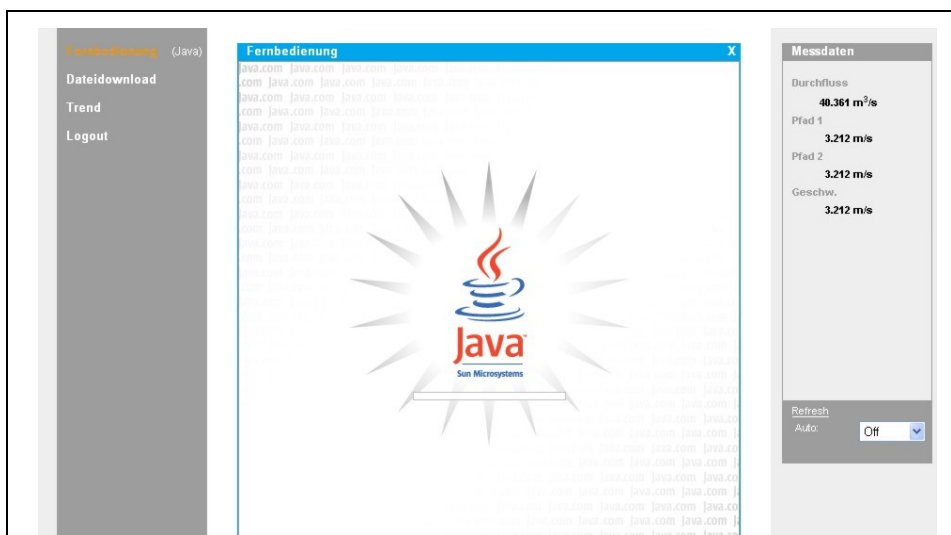 Fernbedienung (Java)
Dateidownload
Trend
Logout
Fernbedienung X
Java
Sun Microsystems
Messdaten
Durchfluss
40.361 m³/s
Pfad 1
3.212 m/s
Pfad 2
3.212 m/s
Geschw.
3.212 m/s
Refresh
Auto: Off